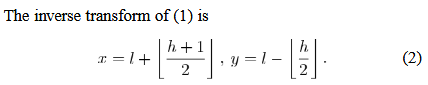 The inverse transform of (1) is
x = l + ⌊(h + 1)/2⌋ , y = l − ⌊h/2⌋ . (2)